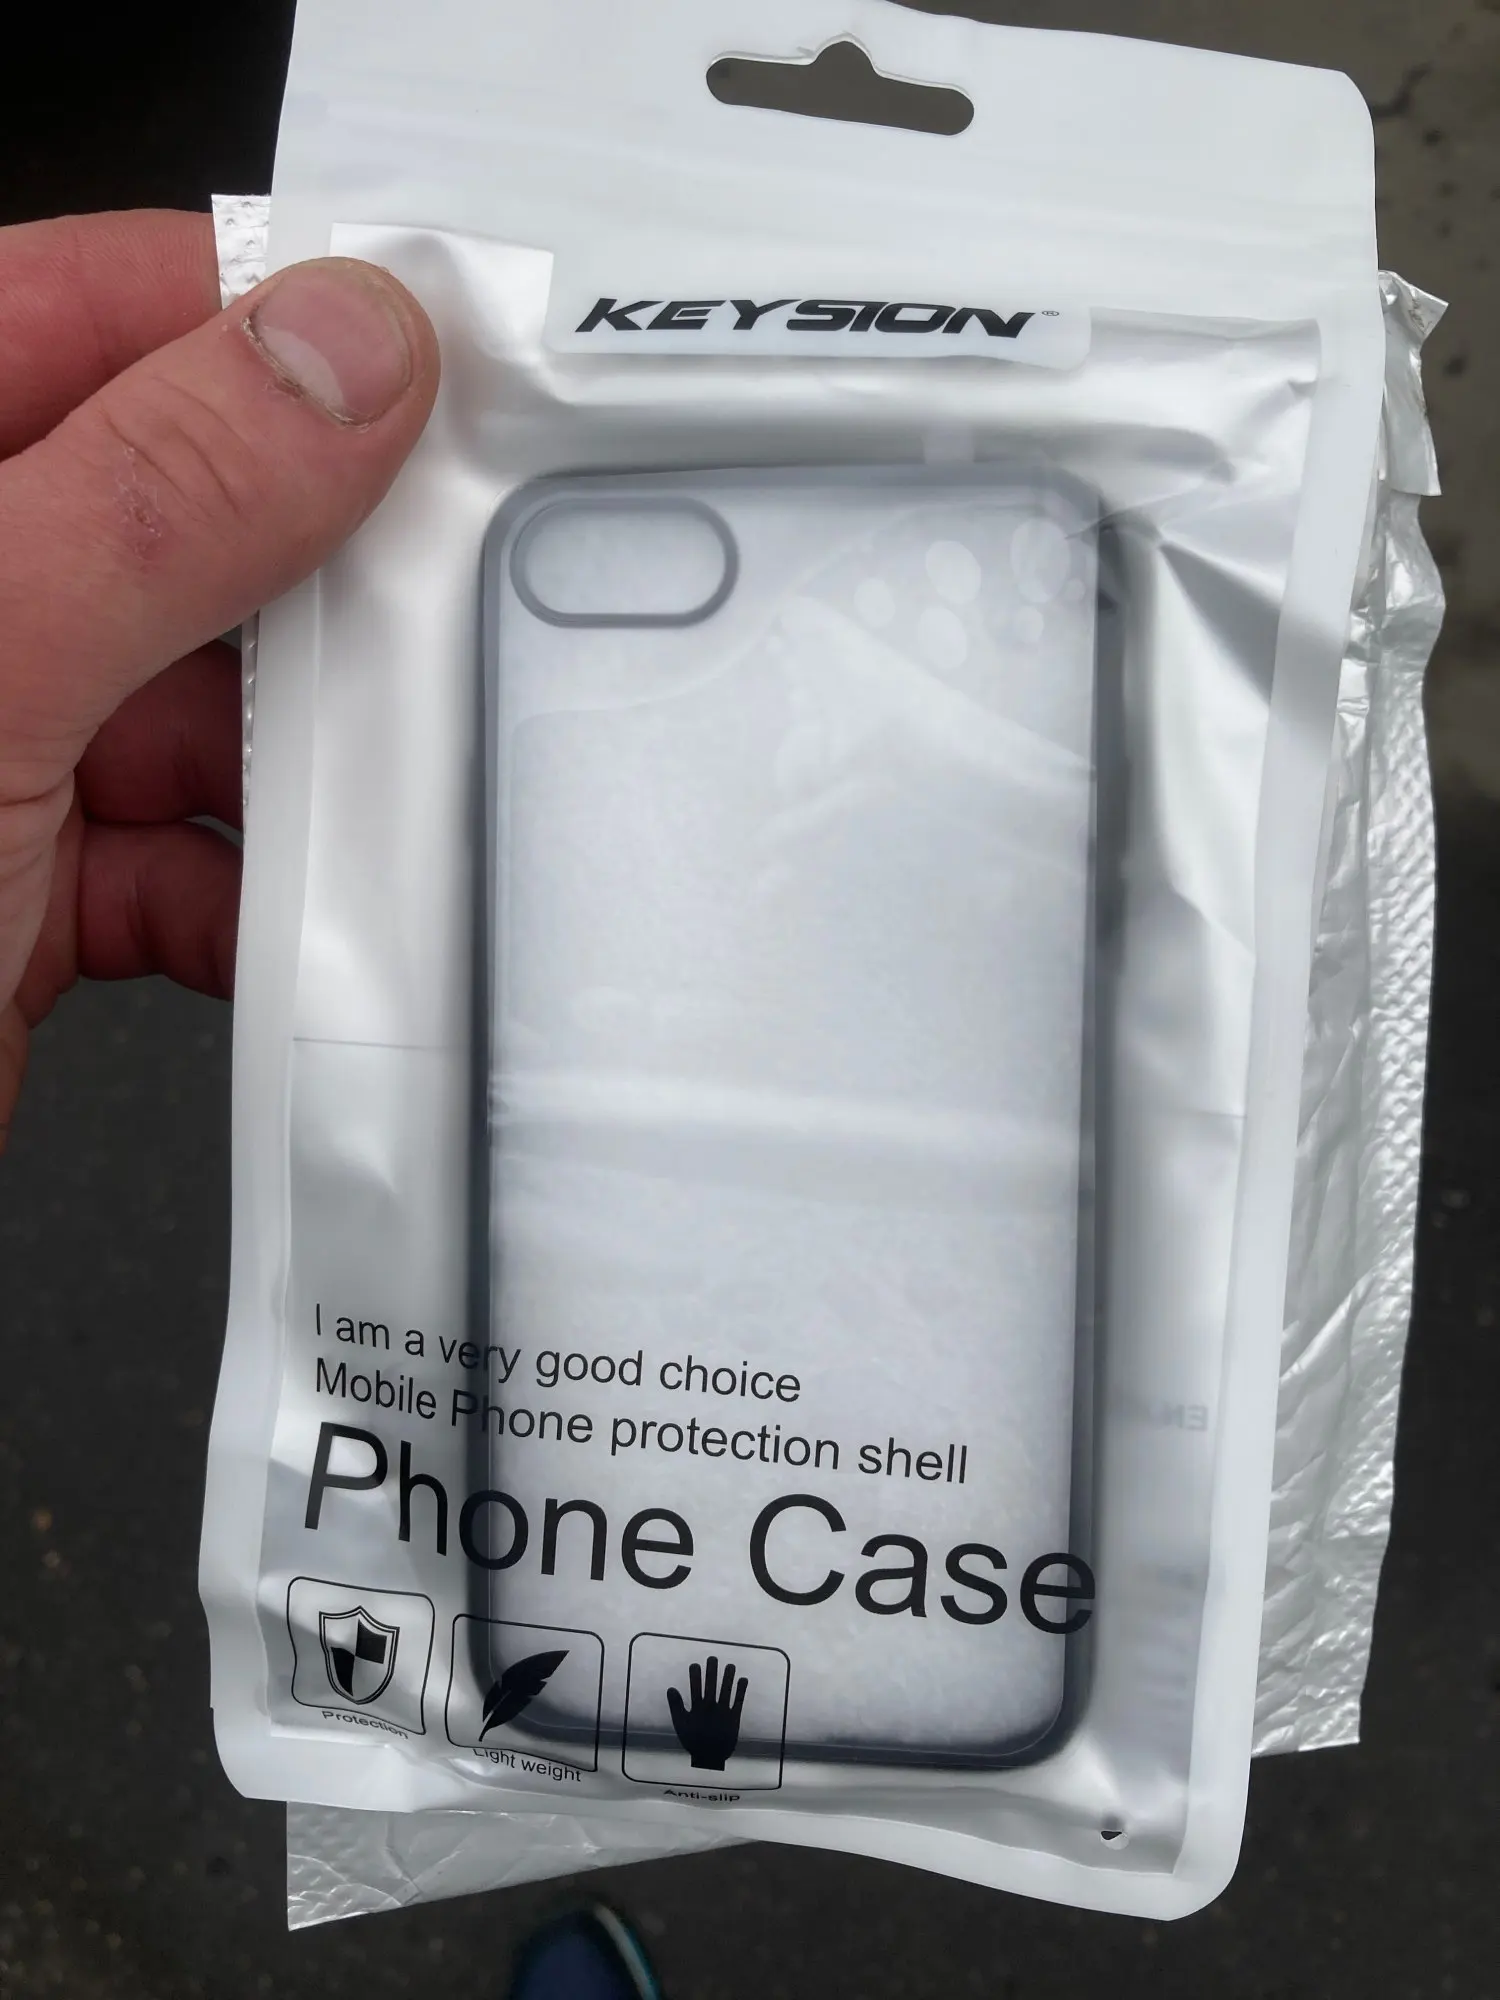 KEYSION®
I am a very good choice
Mobile Phone protection shell
Phone Case
Protection
Light weight
Anti-slip